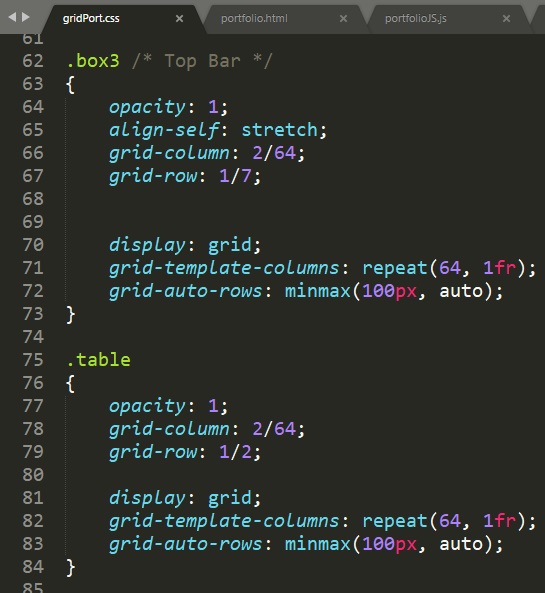 gridPort.css × portfolio.html × portfolioJS.js ×
61
62 .box3 /* Top Bar */
63 {
64 opacity: 1;
65 align-self: stretch;
66 grid-column: 2/64;
67 grid-row: 1/7;
68
69
70 display: grid;
71 grid-template-columns: repeat(64, 1fr);
72 grid-auto-rows: minmax(100px, auto);
73 }
74
75 .table
76 {
77 opacity: 1;
78 grid-column: 2/64;
79 grid-row: 1/2;
80
81 display: grid;
82 grid-template-columns: repeat(64, 1fr);
83 grid-auto-rows: minmax(100px, auto);
84 }
85